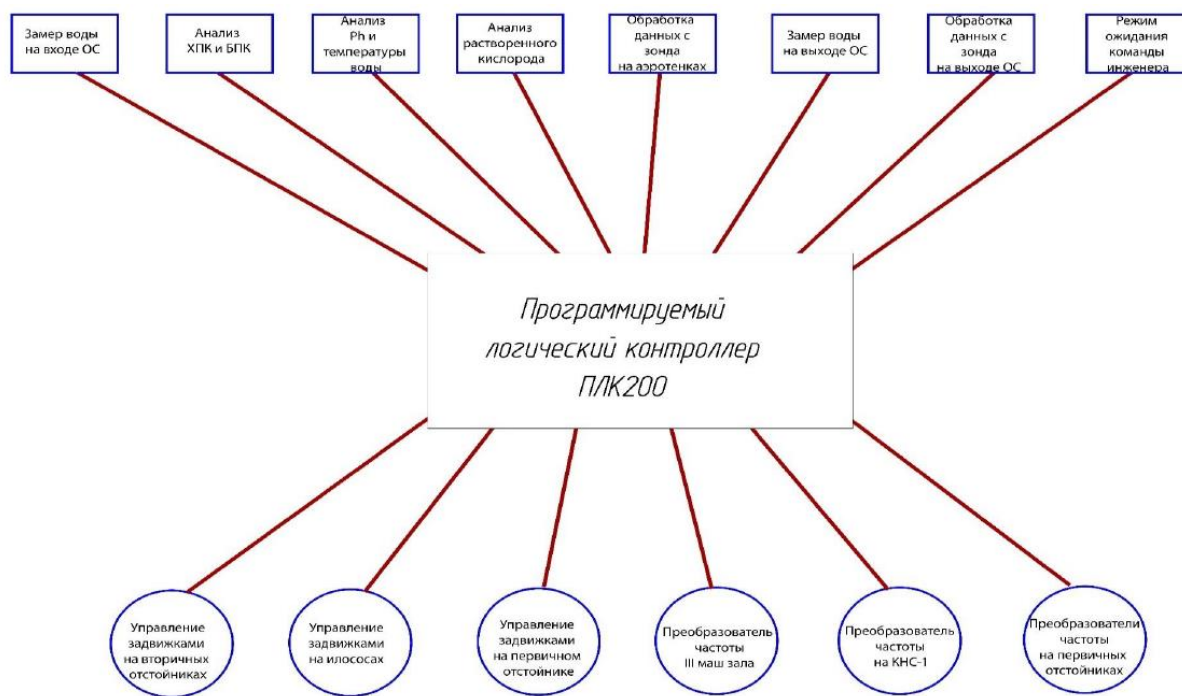 Замер воды
на входе ОС
Анализ
ХПК и БПК
Анализ
Ph и
температуры
воды
Анализ
растворенного
кислорода
Обработка
данных с
зонда
на аэротенках
Замер воды
на выходе ОС
Обработка
данных с
зонда
на выходе ОС
Режим
ожидания
команды
инженера
Программируемый
логический контроллер
ПЛК200
Управление
задвижками
на вторичных
отстойниках
Управление
задвижками
на илососах
Управление
задвижками
на первичном
отстойнике
Преобразователь
частоты
III маш зала
Преобразователь
частоты
на КНС-1
Преобразователи
частоты
на первичных
отстойниках